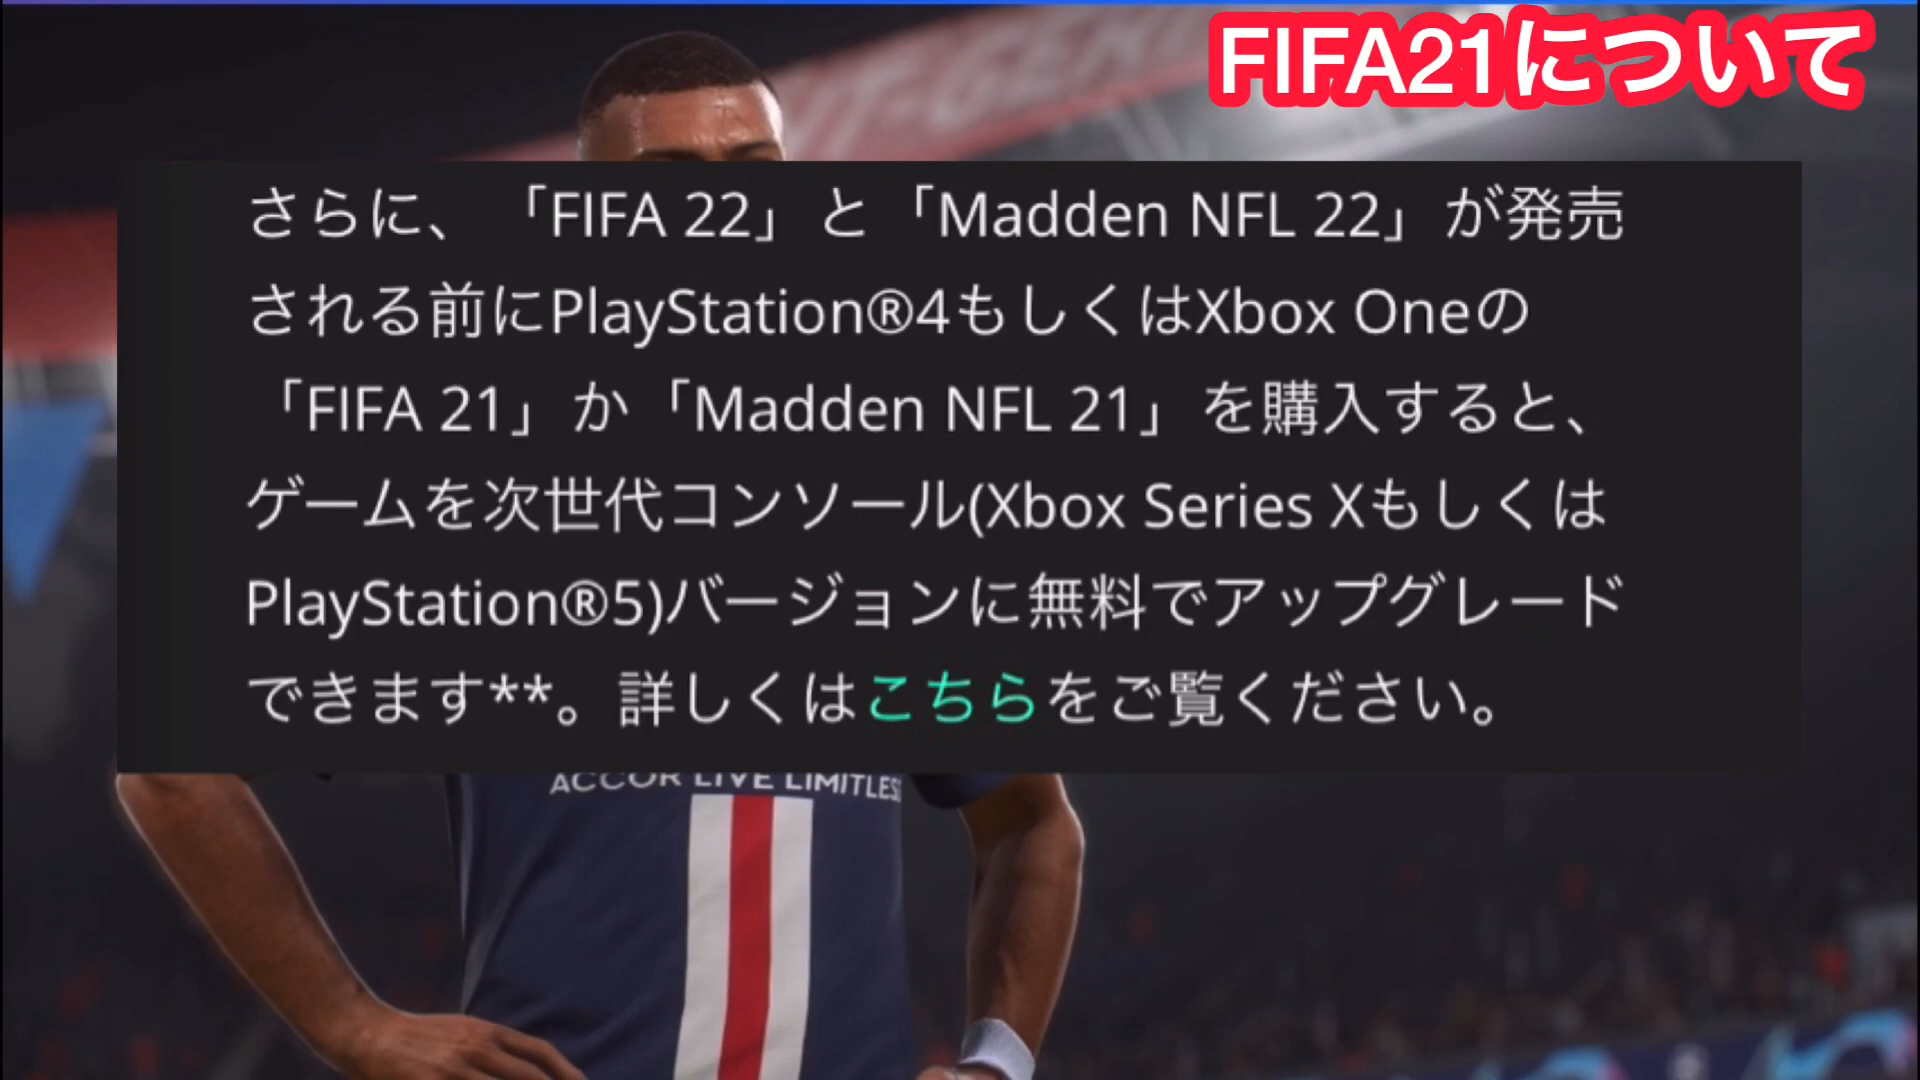 FIFA21について
さらに、「FIFA 22」と「Madden NFL 22」が発売
される前にPlayStation®4もしくはXbox Oneの
「FIFA 21」か「Madden NFL 21」を購入すると、
ゲームを次世代コンソール(Xbox Series Xもしくは
PlayStation®5)バージョンに無料でアップグレード
できます**。詳しくはこちらをご覧ください。
ACCOR LIVE LIMITLESS